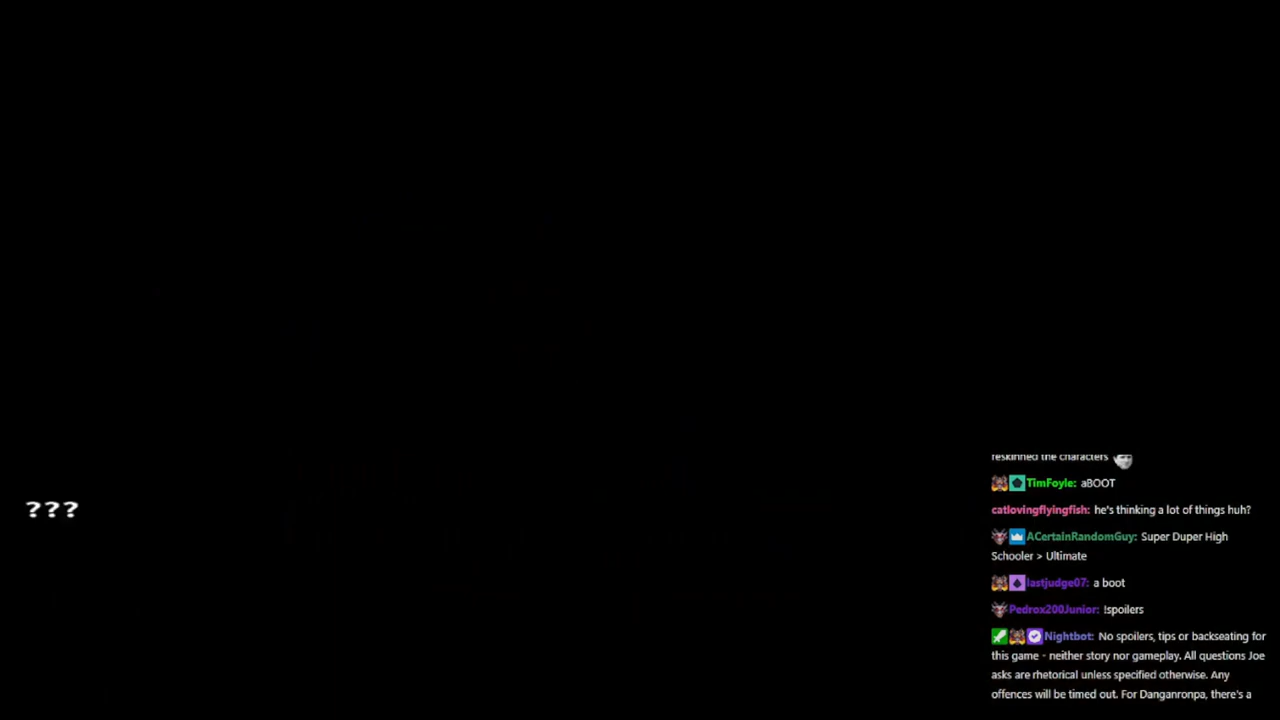 ???
reskinned the characters
TimFoyle: aBOOT
catlovingflyingfish: he's thinking a lot of things huh?
ACertainRandomGuy: Super Duper High
Schooler > Ultimate
lastjudge07: a boot
Pedrox200Junior: !spoilers
Nightbot: No spoilers, tips or backseating for
this game - neither story nor gameplay. All questions Joe
asks are rhetorical unless specified otherwise. Any
offences will be timed out. For Danganronpa, there's a